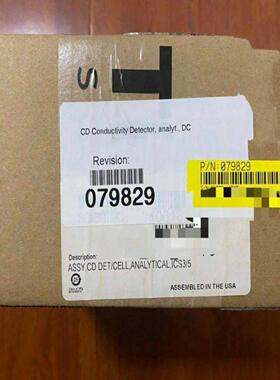 T
S
CD Conductivity Detector, analyt., DC
Revision:
079829
P/N: 079829
Description:
ASSY,CD DET/CELL,ANALYTICAL,ICS3/5
ASSEMBLED IN THE USA